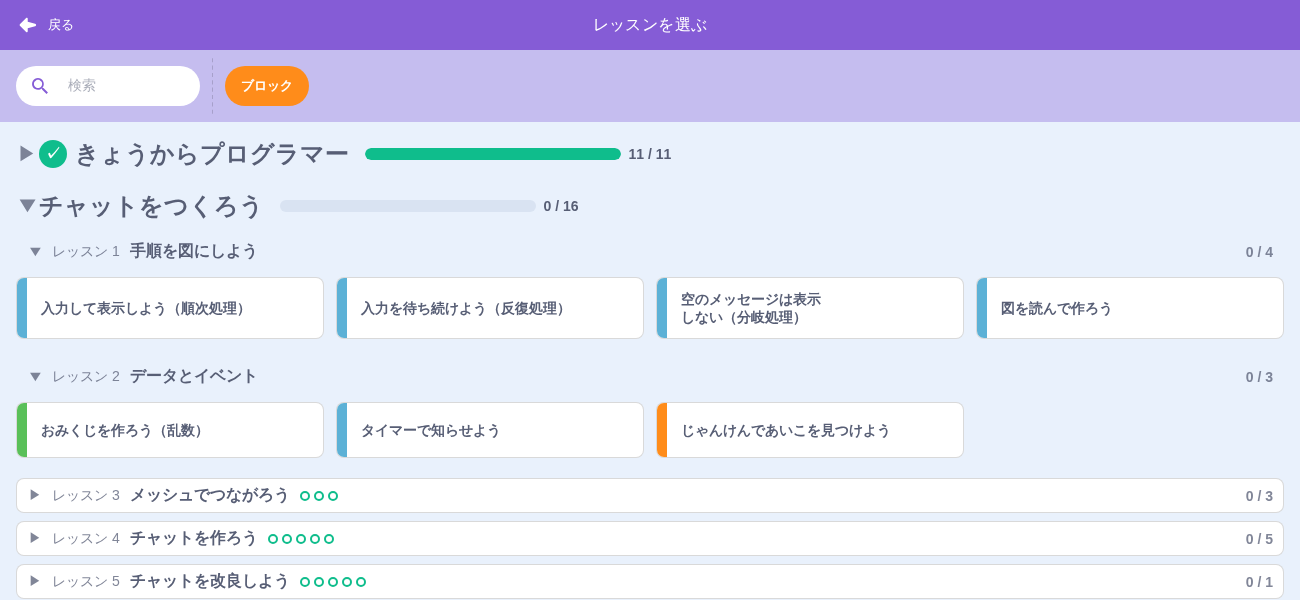 戻る
レッスンを選ぶ
検索
ブロック
きょうからプログラマー 11 / 11
チャットをつくろう 0 / 16
レッスン 1 手順を図にしよう 0 / 4
入力して表示しよう（順次処理）
入力を待ち続けよう（反復処理）
空のメッセージは表示
しない（分岐処理）
図を読んで作ろう
レッスン 2 データとイベント 0 / 3
おみくじを作ろう（乱数）
タイマーで知らせよう
じゃんけんであいこを見つけよう
レッスン 3 メッシュでつながろう 0 / 3
レッスン 4 チャットを作ろう 0 / 5
レッスン 5 チャットを改良しよう 0 / 1